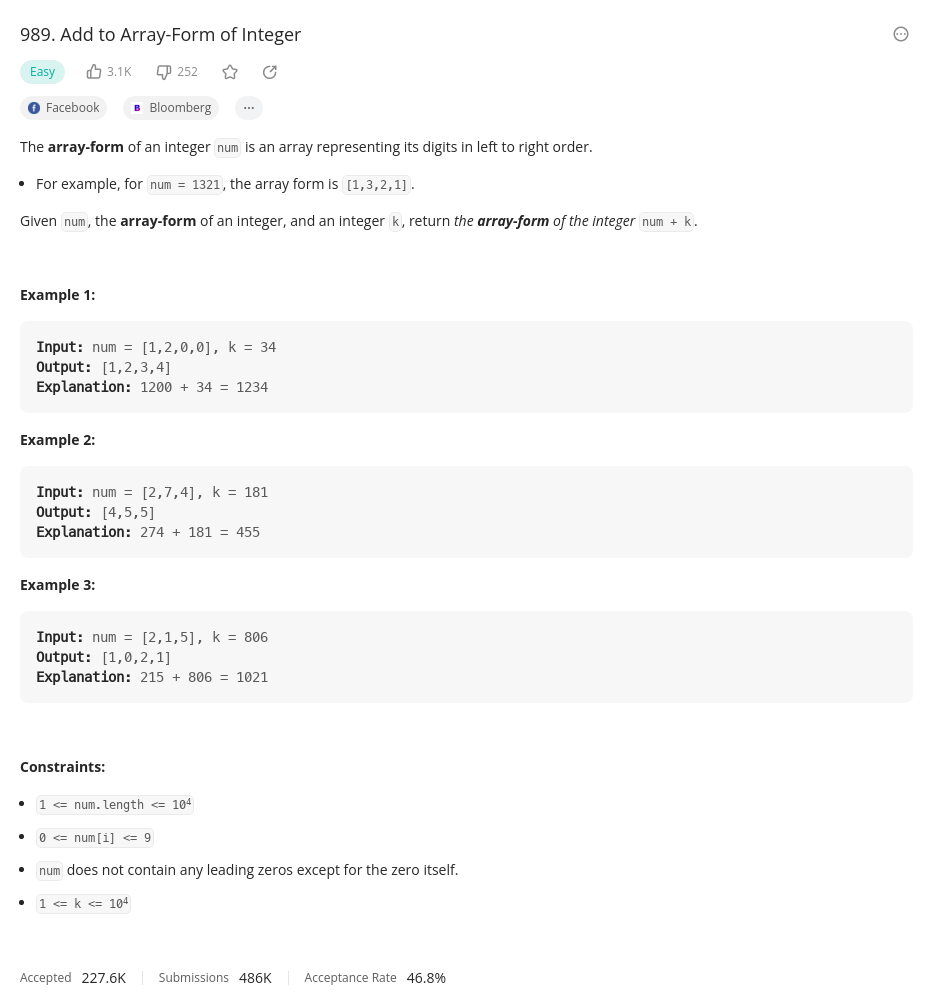 989. Add to Array-Form of Integer
Easy 3.1K 252
Facebook B Bloomberg ...
The array-form of an integer num is an array representing its digits in left to right order.
• For example, for num = 1321, the array form is [1,3,2,1].
Given num, the array-form of an integer, and an integer k, return the array-form of the integer num + k.
Example 1:
Input: num = [1,2,0,0], k = 34
Output: [1,2,3,4]
Explanation: 1200 + 34 = 1234
Example 2:
Input: num = [2,7,4], k = 181
Output: [4,5,5]
Explanation: 274 + 181 = 455
Example 3:
Input: num = [2,1,5], k = 806
Output: [1,0,2,1]
Explanation: 215 + 806 = 1021
Constraints:
• 1 <= num.length <= 10⁴
• 0 <= num[i] <= 9
• num does not contain any leading zeros except for the zero itself.
• 1 <= k <= 10⁴
Accepted 227.6K Submissions 486K Acceptance Rate 46.8%